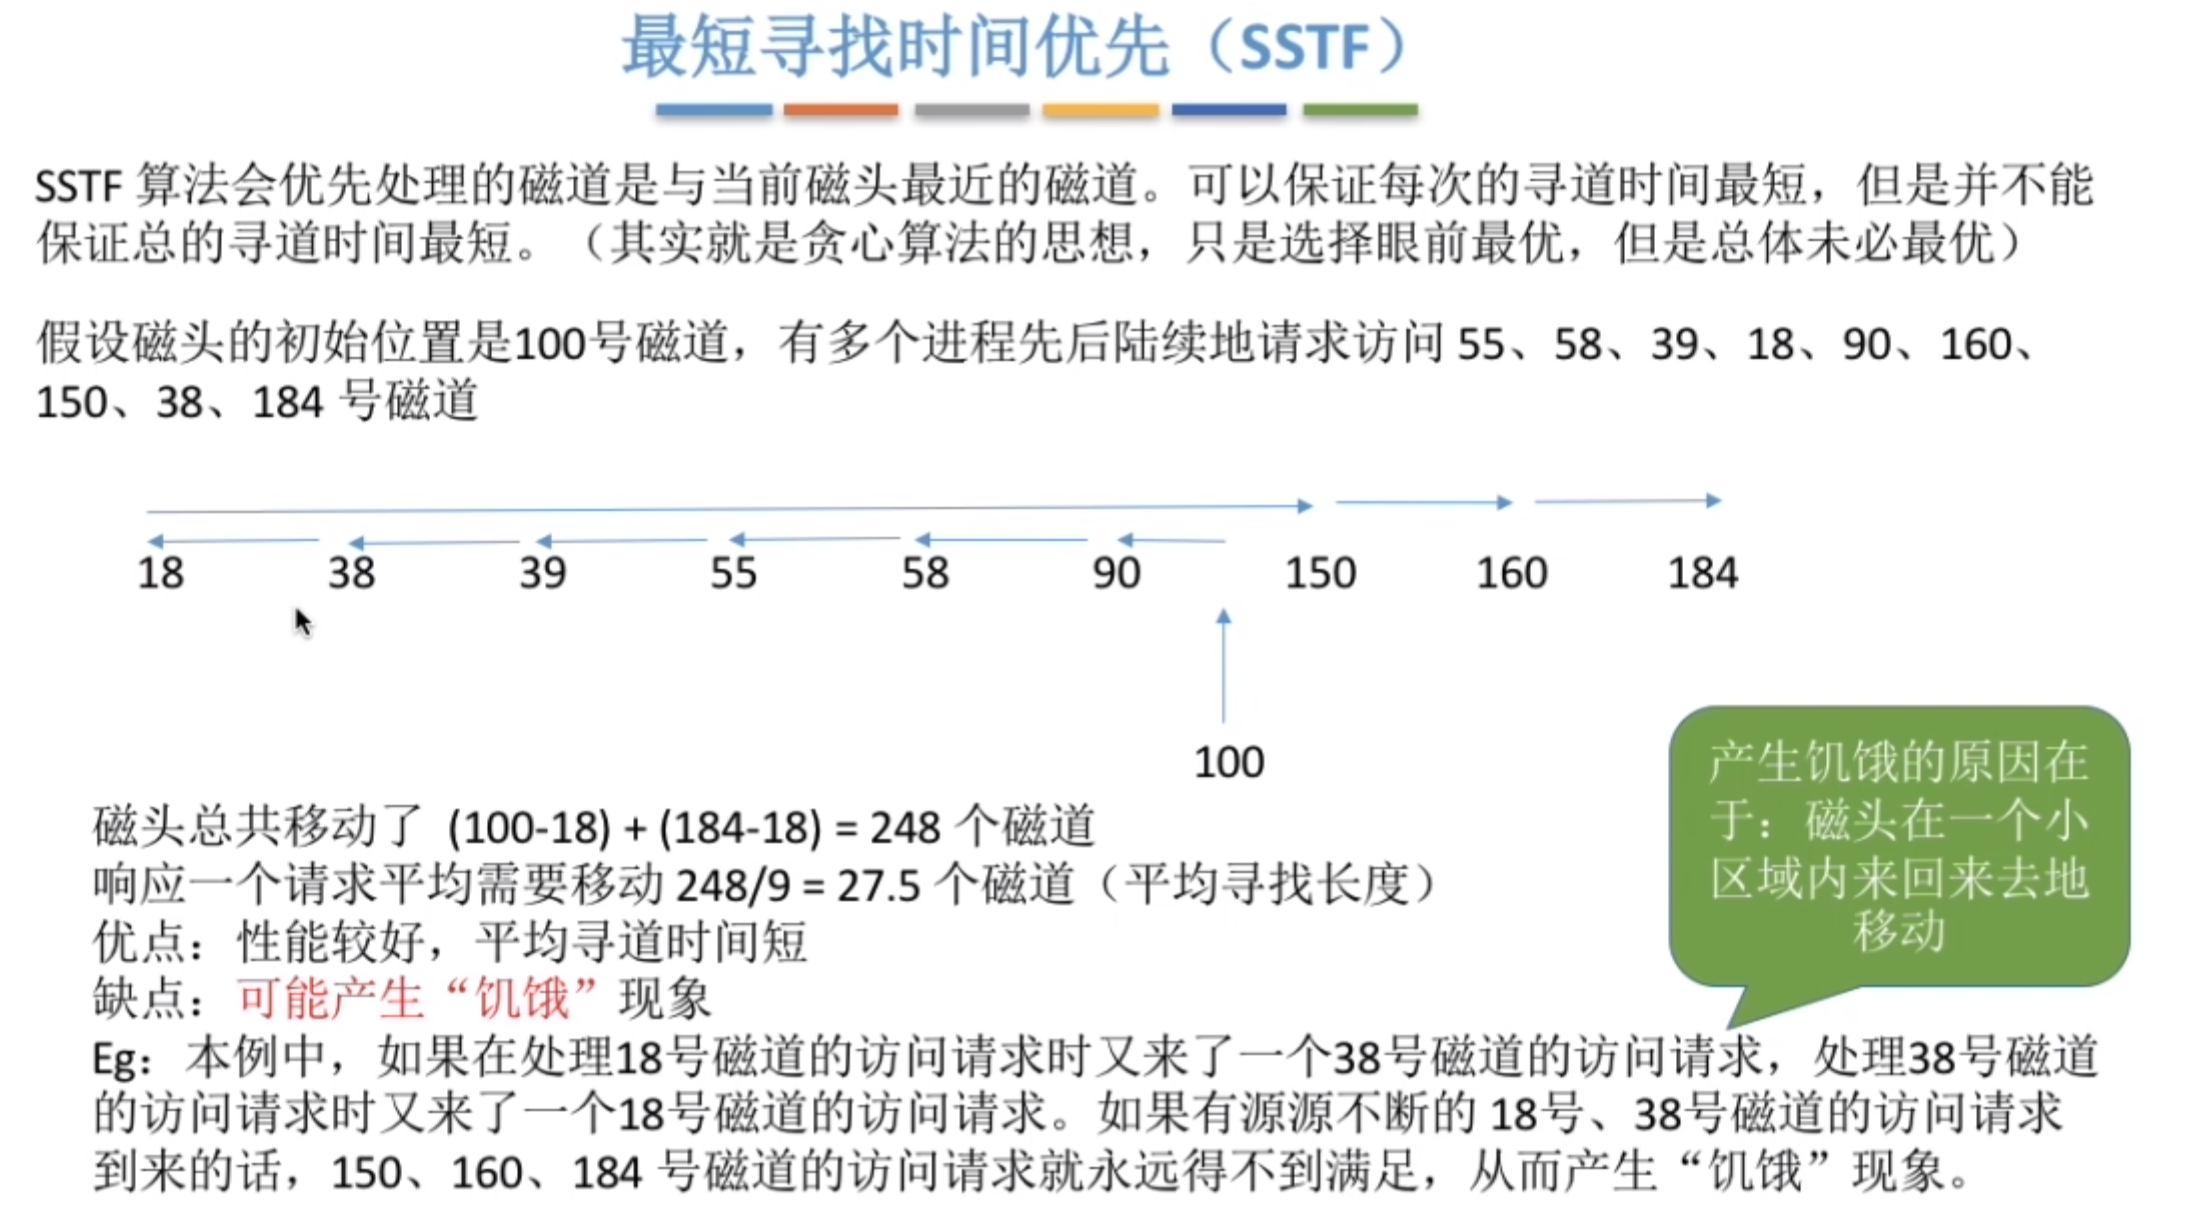 最短寻找时间优先（SSTF）
SSTF 算法会优先处理的磁道是与当前磁头最近的磁道。可以保证每次的寻道时间最短，但是并不能
保证总的寻道时间最短。（其实就是贪心算法的思想，只是选择眼前最优，但是总体未必最优）
假设磁头的初始位置是100号磁道，有多个进程先后陆续地请求访问 55、58、39、18、90、160、
150、38、184 号磁道
18 38 39 55 58 90 150 160 184
100
磁头总共移动了 (100-18) + (184-18) = 248 个磁道
响应一个请求平均需要移动 248/9 = 27.5 个磁道（平均寻找长度）
优点：性能较好，平均寻道时间短
缺点：可能产生“饥饿”现象
产生饥饿的原因在
于：磁头在一个小
区域内来回来去地
移动
Eg：本例中，如果在处理18号磁道的访问请求时又来了一个38号磁道的访问请求，处理38号磁道
的访问请求时又来了一个18号磁道的访问请求。如果有源源不断的 18号、38号磁道的访问请求
到来的话，150、160、184 号磁道的访问请求就永远得不到满足，从而产生“饥饿”现象。